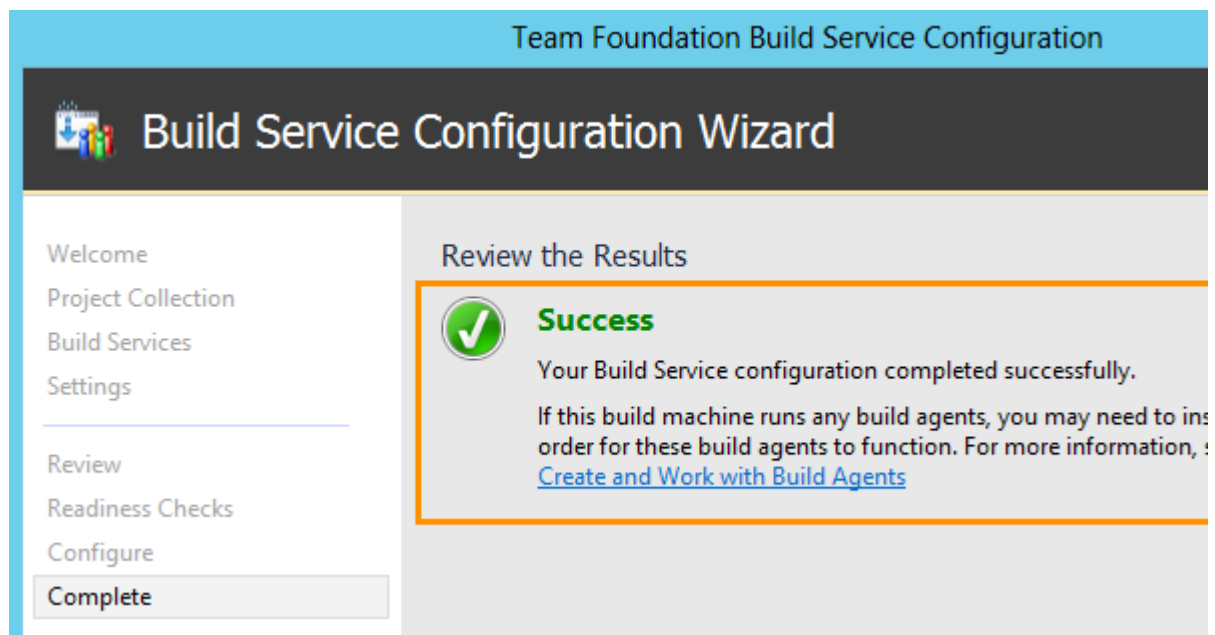 Team Foundation Build Service Configuration
Build Service Configuration Wizard
Welcome
Project Collection
Build Services
Settings
Review
Readiness Checks
Configure
Complete
Review the Results
Success
Your Build Service configuration completed successfully.
If this build machine runs any build agents, you may need to
order for these build agents to function. For more information,
Create and Work with Build Agents